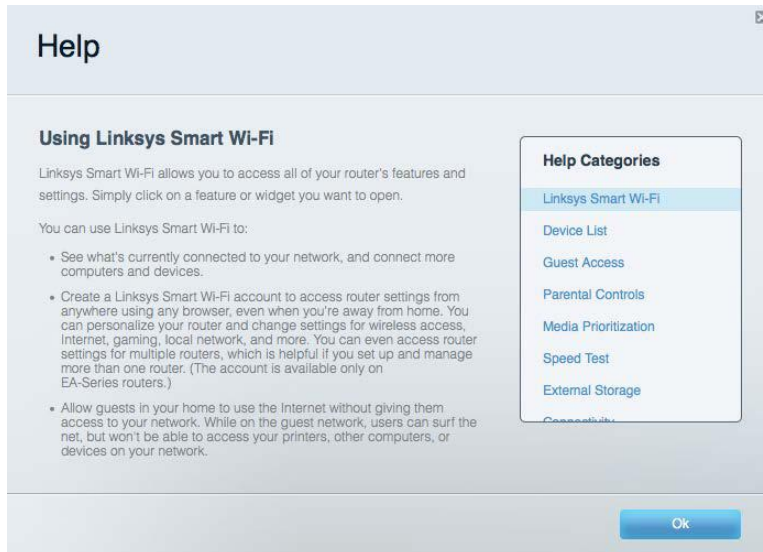 Help
Using Linksys Smart Wi-Fi
Linksys Smart Wi-Fi allows you to access all of your router's features and
settings. Simply click on a feature or widget you want to open.
You can use Linksys Smart Wi-Fi to:
• See what's currently connected to your network, and connect more
computers and devices.
• Create a Linksys Smart Wi-Fi account to access router settings from
anywhere using any browser, even when you're away from home. You
can personalize your router and change settings for wireless access,
Internet, gaming, local network, and more. You can even access router
settings for multiple routers, which is helpful if you set up and manage
more than one router. (The account is available only on
EA-Series routers.)
• Allow guests in your home to use the Internet without giving them
access to your network. While on the guest network, users can surf the
net, but won't be able to access your printers, other computers, or
devices on your network.
Help Categories
Linksys Smart Wi-Fi
Device List
Guest Access
Parental Controls
Media Prioritization
Speed Test
External Storage
Connectivity
Ok